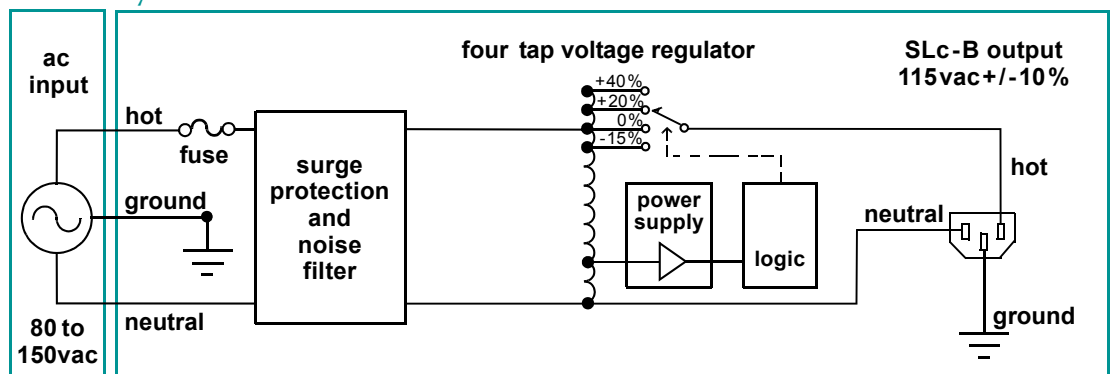 ac
input
hot
fuse
ground
neutral
80 to
150vac
surge
protection
and
noise
filter
four tap voltage regulator
+40%
+20%
0%
-15%
power
supply
logic
SLc-B output
115vac+/-10%
hot
neutral
ground